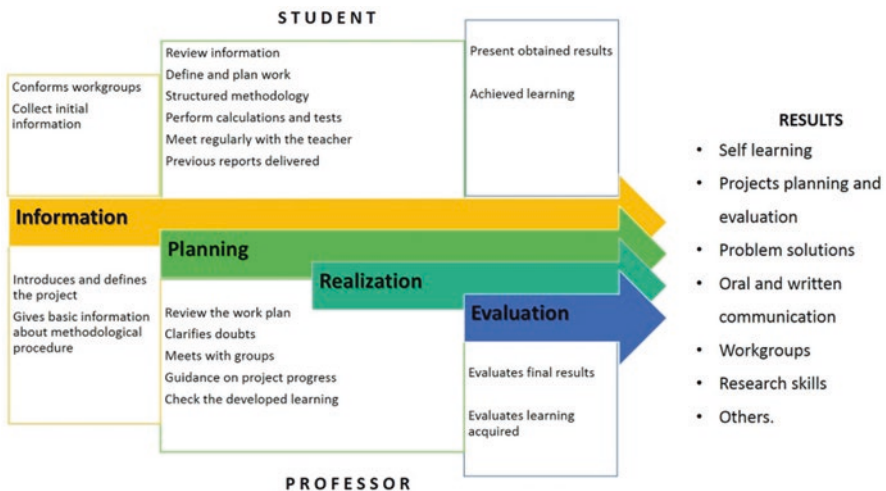 STUDENT
Conforms workgroups
Collect initial
information
Review information
Define and plan work
Structured methodology
Perform calculations and tests
Meet regularly with the teacher
Previous reports delivered
Present obtained results
Achieved learning
Information
Planning
Realization
Evaluation
Introduces and defines
the project
Gives basic information
about methodological
procedure
Review the work plan
Clarifies doubts
Meets with groups
Guidance on project progress
Check the developed learning
Evaluates final results
Evaluates learning
acquired
PROFESSOR
RESULTS
• Self learning
• Projects planning and
evaluation
• Problem solutions
• Oral and written
communication
• Workgroups
• Research skills
• Others.